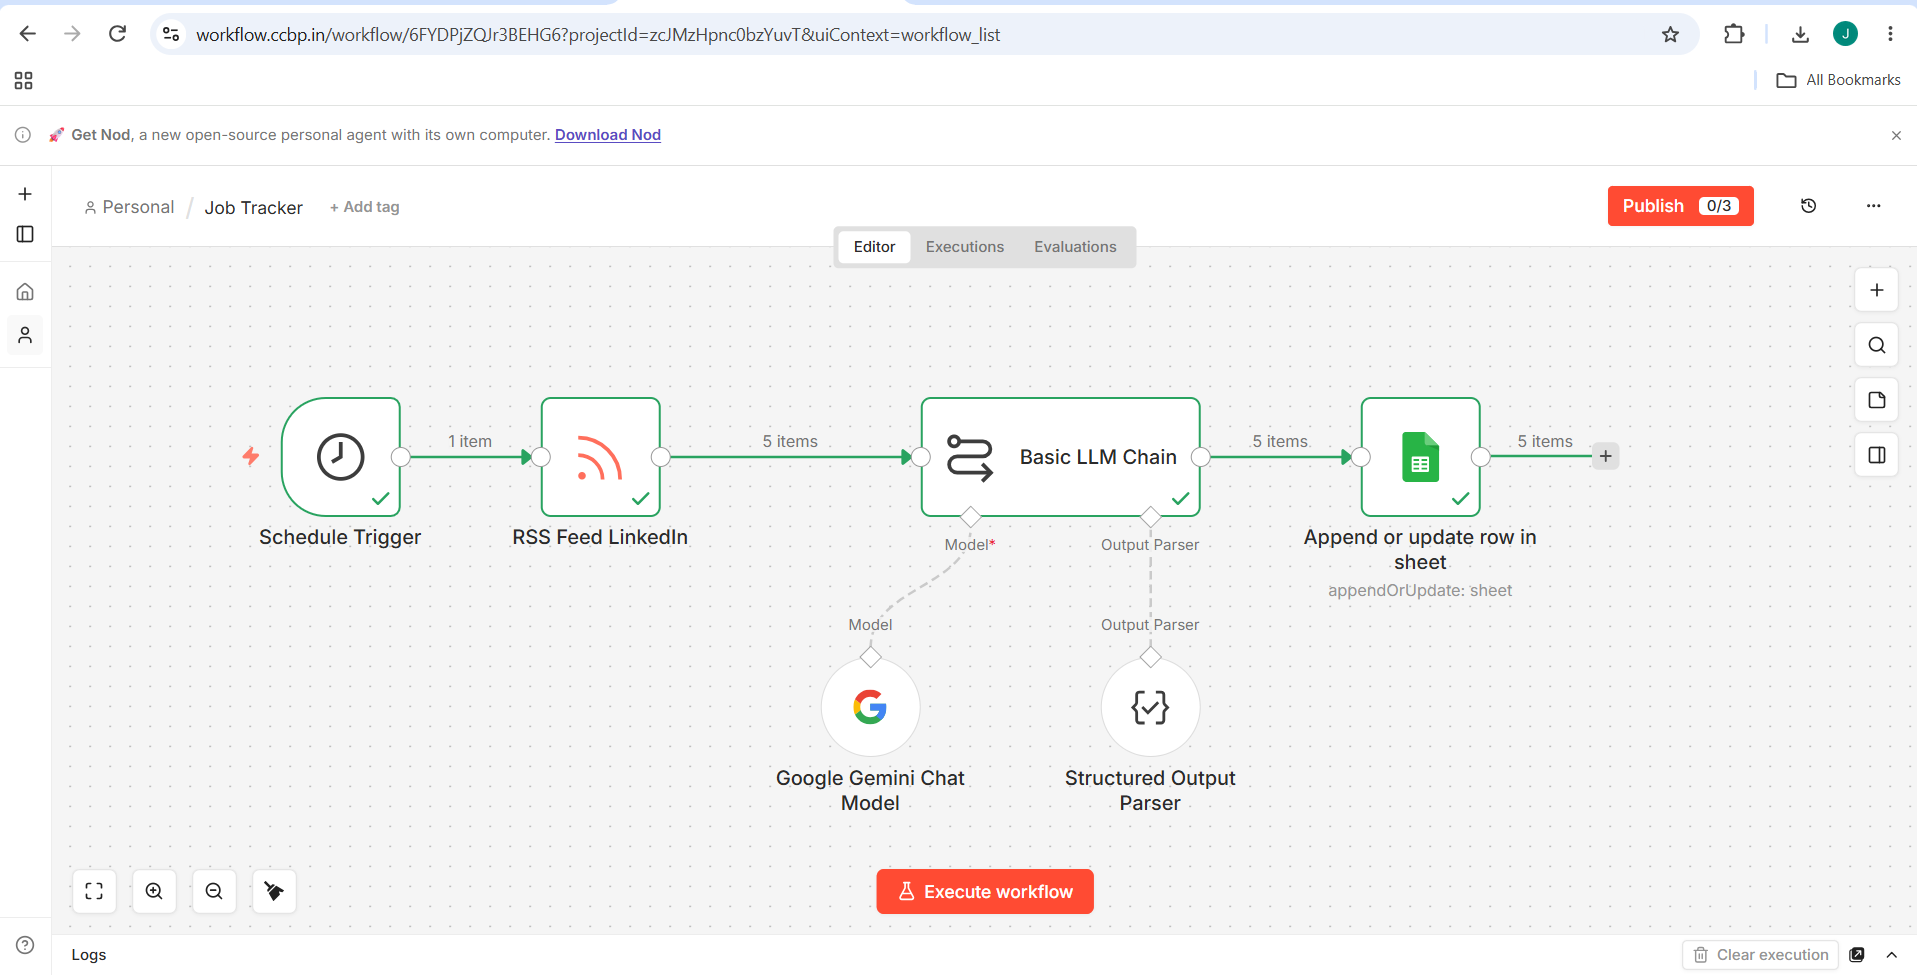 workflow.ccbp.in/workflow/6FYDPjZQJr3BEHG6?projectId=zcJMzHpnc0bzYuvT&uiContext=workflow_list
J
All Bookmarks
🚀 Get Nod, a new open-source personal agent with its own computer. Download Nod
Personal / Job Tracker + Add tag
Publish 0/3
Editor Executions Evaluations
1 item
5 items
5 items
5 items
Basic LLM Chain
Schedule Trigger
RSS Feed LinkedIn
Model*
Output Parser
Append or update row in
sheet
appendOrUpdate: sheet
Model
Output Parser
Google Gemini Chat
Model
Structured Output
Parser
Execute workflow
Logs
Clear execution